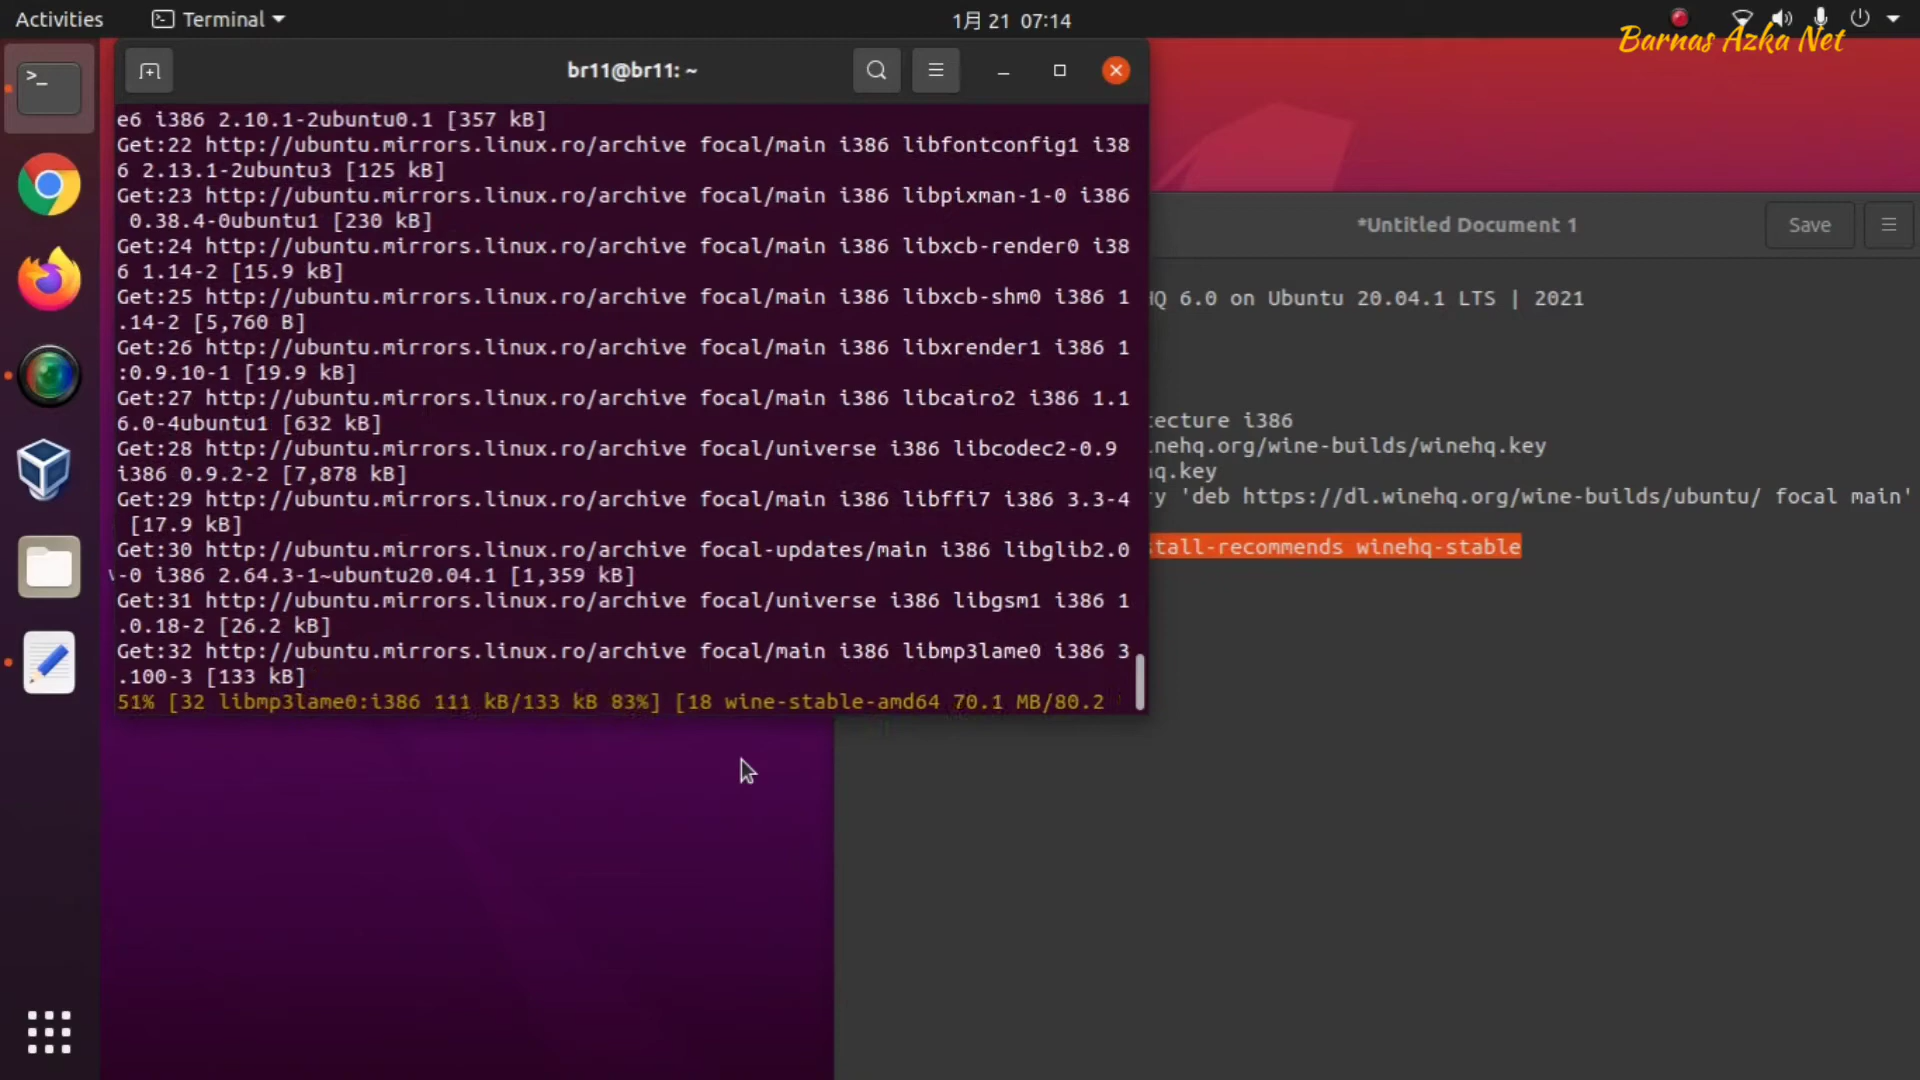 Activities
Terminal
1月 21 07:14
Barnas Azka Net
br11@br11: ~
e6 i386 2.10.1-2ubuntu0.1 [357 kB]
Get:22 http://ubuntu.mirrors.linux.ro/archive focal/main i386 libfontconfig1 i38
6 2.13.1-2ubuntu3 [125 kB]
Get:23 http://ubuntu.mirrors.linux.ro/archive focal/main i386 libpixman-1-0 i386
0.38.4-0ubuntu1 [230 kB]
Get:24 http://ubuntu.mirrors.linux.ro/archive focal/main i386 libxcb-render0 i38
6 1.14-2 [15.9 kB]
Get:25 http://ubuntu.mirrors.linux.ro/archive focal/main i386 libxcb-shm0 i386 1
.14-2 [5,760 B]
Get:26 http://ubuntu.mirrors.linux.ro/archive focal/main i386 libxrender1 i386 1
:0.9.10-1 [19.9 kB]
Get:27 http://ubuntu.mirrors.linux.ro/archive focal/main i386 libcairo2 i386 1.1
6.0-4ubuntu1 [632 kB]
Get:28 http://ubuntu.mirrors.linux.ro/archive focal/universe i386 libcodec2-0.9
i386 0.9.2-2 [7,878 kB]
Get:29 http://ubuntu.mirrors.linux.ro/archive focal/main i386 libffi7 i386 3.3-4
[17.9 kB]
Get:30 http://ubuntu.mirrors.linux.ro/archive focal-updates/main i386 libglib2.0
-0 i386 2.64.3-1~ubuntu20.04.1 [1,359 kB]
Get:31 http://ubuntu.mirrors.linux.ro/archive focal/universe i386 libgsm1 i386 1
.0.18-2 [26.2 kB]
Get:32 http://ubuntu.mirrors.linux.ro/archive focal/main i386 libmp3lame0 i386 3
.100-3 [133 kB]
51% [32 libmp3lame0:i386 111 kB/133 kB 83%] [18 wine-stable-amd64 70.1 MB/80.2
*Untitled Document 1
Save
HQ 6.0 on Ubuntu 20.04.1 LTS | 2021
tecture i386
nehq.org/wine-builds/winehq.key
q.key
ry 'deb https://dl.winehq.org/wine-builds/ubuntu/ focal main'
stall-recommends winehq-stable